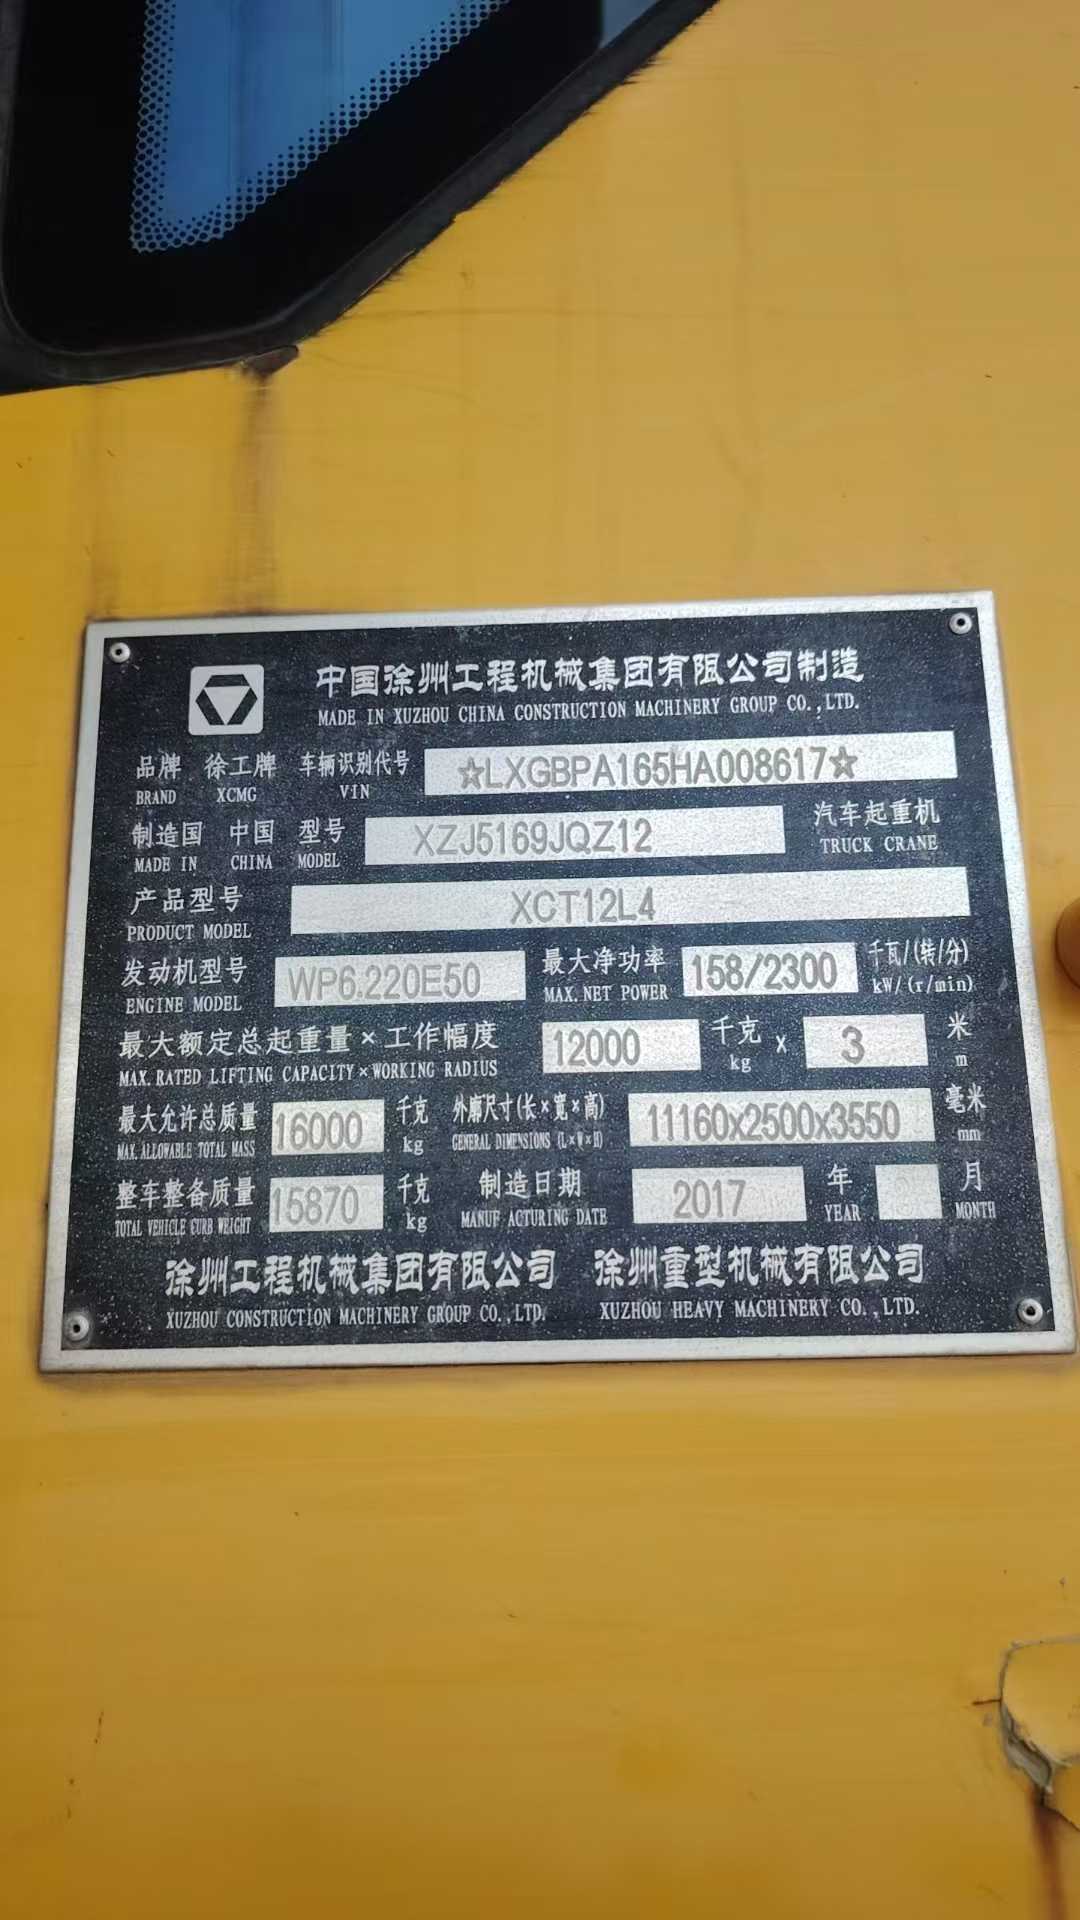 中国徐州工程机械集团有限公司制造
MADE IN XUZHOU CHINA CONSTRUCTION MACHINERY GROUP CO.,LTD.
品牌 徐工牌 车辆识别代号 ☆LXGBPA165HA008617☆
BRAND XCMG VIN
制造国 中国 型号 XZJ5169JQZ12 汽车起重机
MADE IN CHINA MODEL TRUCK CRANE
产品型号 XCT12L4
PRODUCT MODEL
发动机型号 WP6.220E50 最大净功率 158/2300 千瓦/(转/分)
ENGINE MODEL MAX. NET POWER kW/(r/min)
最大额定总起重量×工作幅度 12000 千克 x 3 米
MAX. RATED LIFTING CAPACITY×WORKING RADIUS kg m
最大允许总质量 16000 千克 外廓尺寸(长×宽×高) 11160x2500x3550 毫米
MAX. ALLOWABLE TOTAL MASS kg GENERAL DIMENSIONS (L×W×H) mm
整车整备质量 15870 千克 制造日期 2017 年 月
TOTAL VEHICLE CURB WEIGHT kg MANUF ACTURING DATE YEAR MONTH
徐州工程机械集团有限公司 徐州重型机械有限公司
XUZHOU CONSTRUCTION MACHINERY GROUP CO.,LTD. XUZHOU HEAVY MACHINERY CO.,LTD.